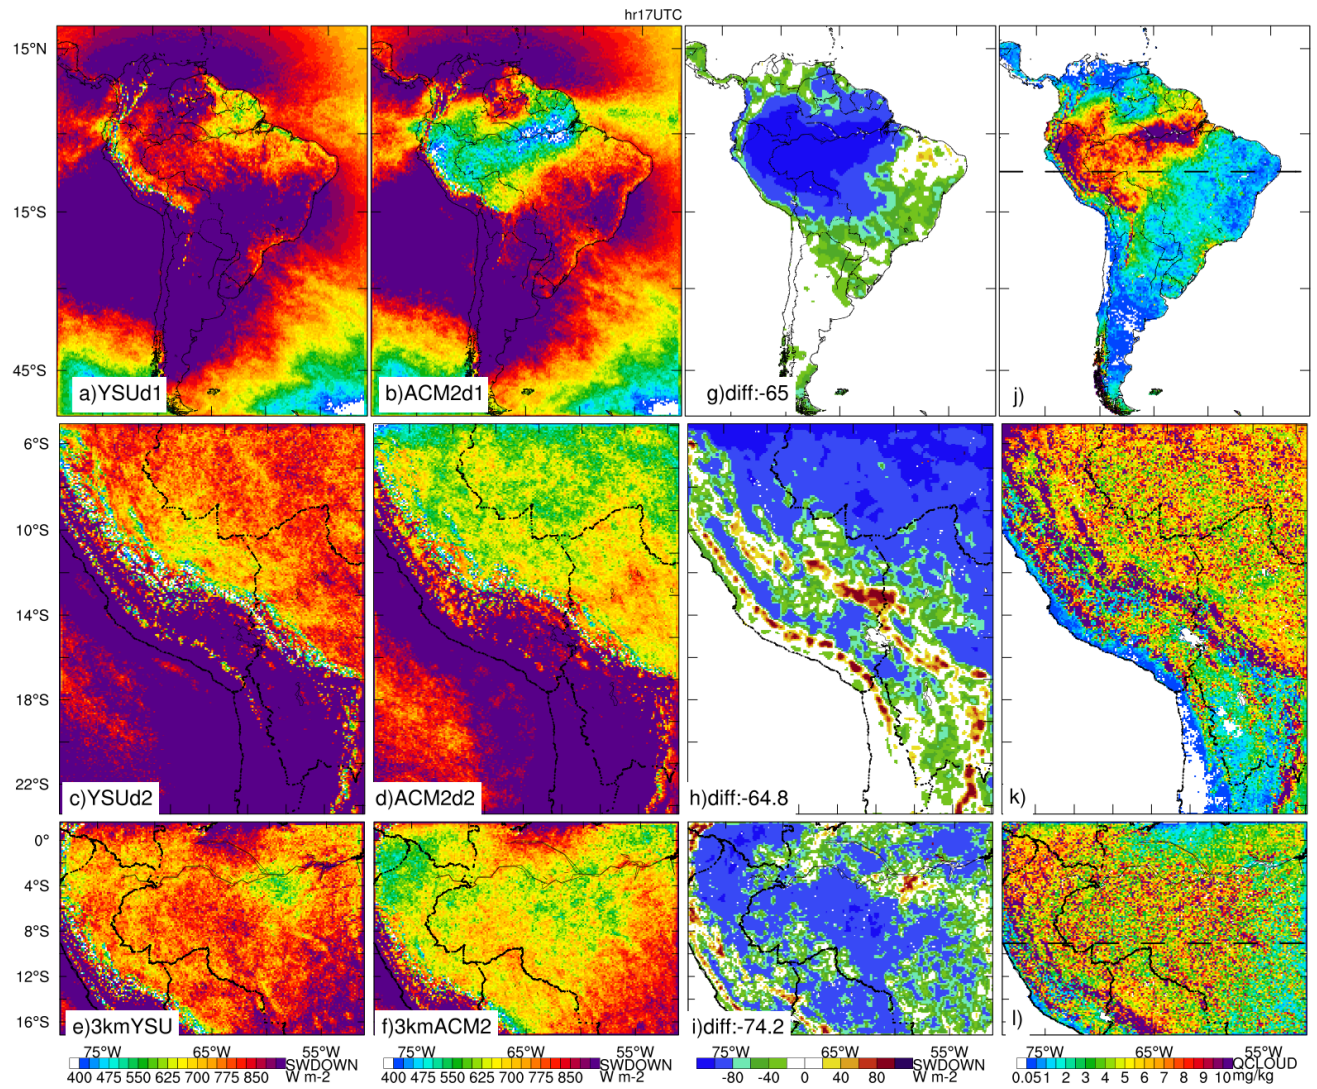 hr17UTC
15°N
15°S
45°S
a)YSUd1
b)ACM2d1
g)diff:-65
j)
6°S
10°S
14°S
18°S
22°S
c)YSUd2
d)ACM2d2
h)diff:-64.8
k)
0°
4°S
8°S
12°S
16°S
e)3kmYSU
f)3kmACM2
i)diff:-74.2
l)
75°W 65°W 55°W 75°W 65°W 55°W 75°W 65°W 55°W 75°W 65°W 55°W
SWDOWN SWDOWN SWDOWN QCLOUD
400 475 550 625 700 775 850 W m-2 400 475 550 625 700 775 850 W m-2 -80 -40 0 40 80 W m-2 0.05 1 2 3 4 5 6 7 8 9 10 mg/kg